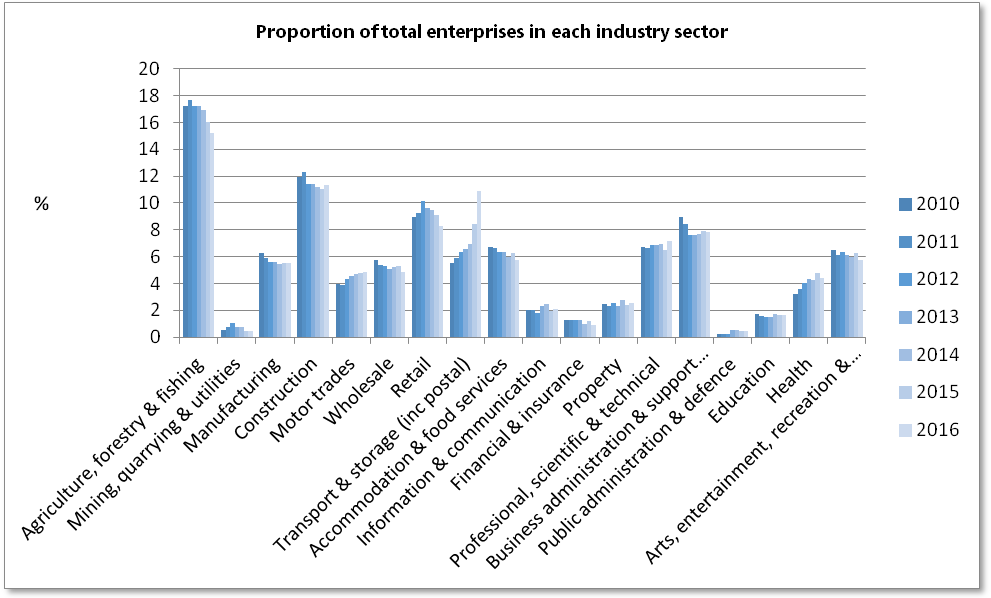 Proportion of total enterprises in each industry sector
20
18
16
14
12
10
8
6
4
2
0
%
Agriculture, forestry & fishing
Mining, quarrying & utilities
Manufacturing
Construction
Motor trades
Wholesale
Retail
Transport & storage (inc postal)
Accommodation & food services
Information & communication
Financial & insurance
Property
Professional, scientific & technical
Business administration & support...
Public administration & defence
Education
Health
Arts, entertainment, recreation &...
2010
2011
2012
2013
2014
2015
2016